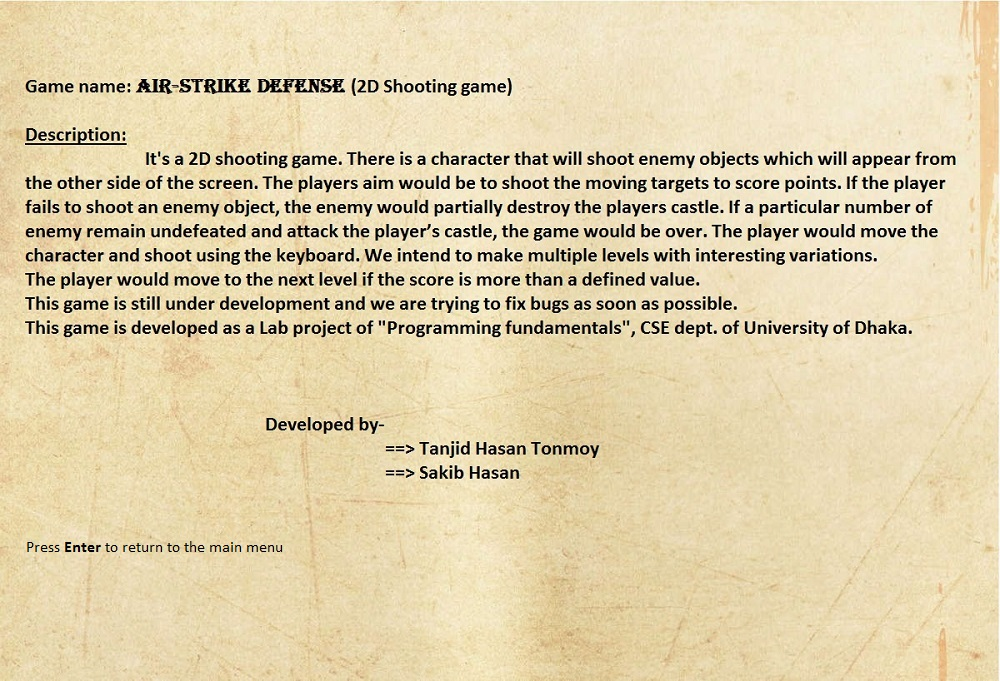 Game name: AIR-STRIKE DEFENSE (2D Shooting game)
Description:
It's a 2D shooting game. There is a character that will shoot enemy objects which will appear from
the other side of the screen. The players aim would be to shoot the moving targets to score points. If the player
fails to shoot an enemy object, the enemy would partially destroy the players castle. If a particular number of
enemy remain undefeated and attack the player’s castle, the game would be over. The player would move the
character and shoot using the keyboard. We intend to make multiple levels with interesting variations.
The player would move to the next level if the score is more than a defined value.
This game is still under development and we are trying to fix bugs as soon as possible.
This game is developed as a Lab project of "Programming fundamentals", CSE dept. of University of Dhaka.
Developed by-
==> Tanjid Hasan Tonmoy
==> Sakib Hasan
Press Enter to return to the main menu